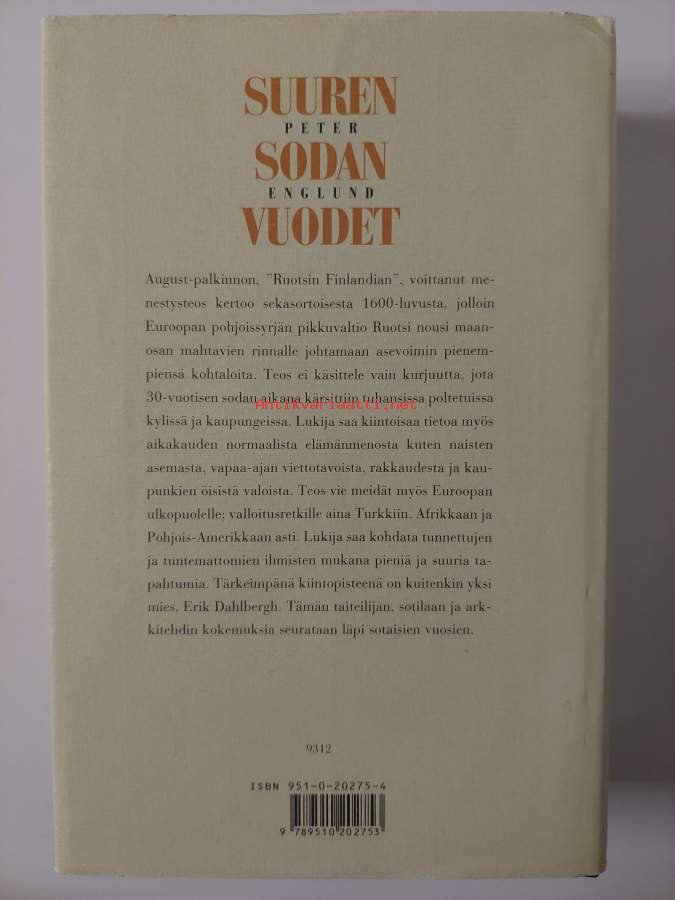 SUUREN
PETER
SODAN
ENGLUND
VUODET
August-palkinnon, ”Ruotsin Finlandian”, voittanut me-
nestysteos kertoo sekasortoisesta 1600-luvusta, jolloin
Euroopan pohjoissyrjän pikkuvaltio Ruotsi nousi maan-
osan mahtavien rinnalle johtamaan asevoimin pienem-
piensä kohtaloita. Teos ei käsittele vain kurjuutta, jota
30-vuotisen sodan aikana kärsittiin tuhansissa poltetuissa
Antikvariaatti.net
kylissä ja kaupungeissa. Lukija saa kiintoisaa tietoa myös
aikakauden normaalista elämänmenosta kuten naisten
asemasta, vapaa-ajan viettotavoista, rakkaudesta ja kau-
punkien öisistä valoista. Teos vie meidät myös Euroopan
ulkopuolelle; valloitusretkille aina Turkkiin, Afrikkaan ja
Pohjois-Amerikkaan asti. Lukija saa kohdata tunnettujen
ja tuntemattomien ihmisten mukana pieniä ja suuria ta-
pahtumia. Tärkeimpänä kiintopisteenä on kuitenkin yksi
mies, Erik Dahlbergh. Tämän taiteilijan, sotilaan ja ark-
kitehdin kokemuksia seurataan läpi sotaisien vuosien.
9312
ISBN 951-0-20275-4
9 789510 202753